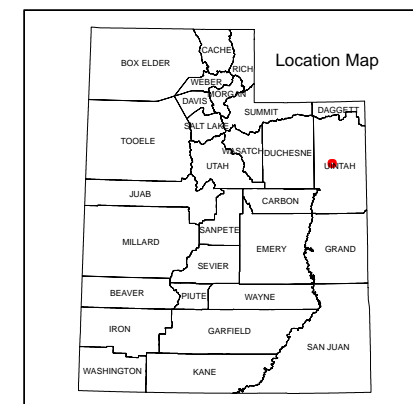 Location Map
BOX ELDER
CACHE
RICH
WEBER
MORGAN
DAVIS
SUMMIT
DAGGETT
SALT LAKE
TOOELE
WASATCH
DUCHESNE
UTAH
UINTAH
JUAB
CARBON
SANPETE
MILLARD
EMERY
GRAND
SEVIER
BEAVER
PIUTE
WAYNE
IRON
GARFIELD
SAN JUAN
WASHINGTON
KANE